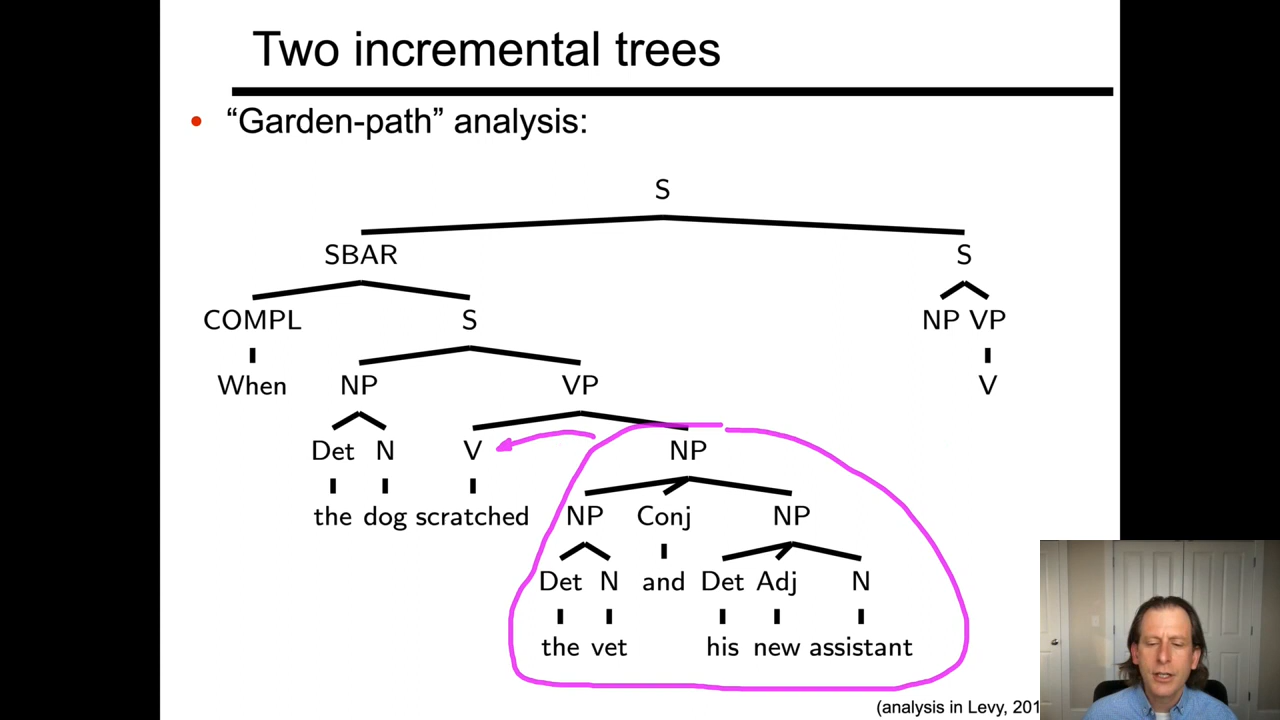 Two incremental trees
• “Garden-path” analysis:
S
SBAR S
COMPL S NP VP
When NP VP V
Det N V NP
the dog scratched NP Conj NP
Det N and Det Adj N
the vet his new assistant
(analysis in Levy, 201